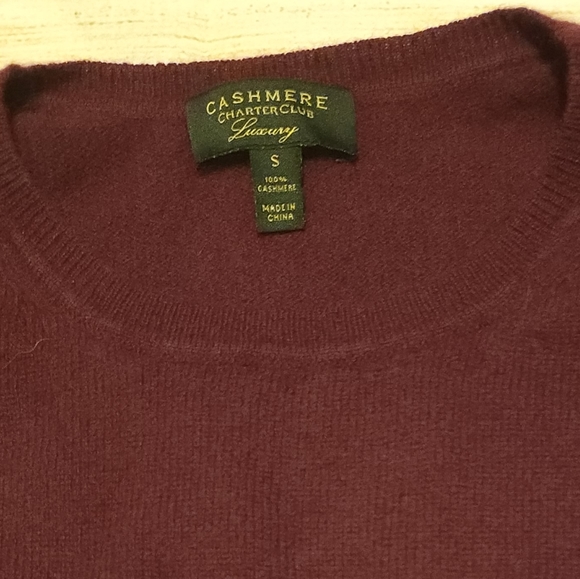 CASHMERE
CHARTER CLUB
Luxury
S
100%
CASHMERE
MADE IN
CHINA